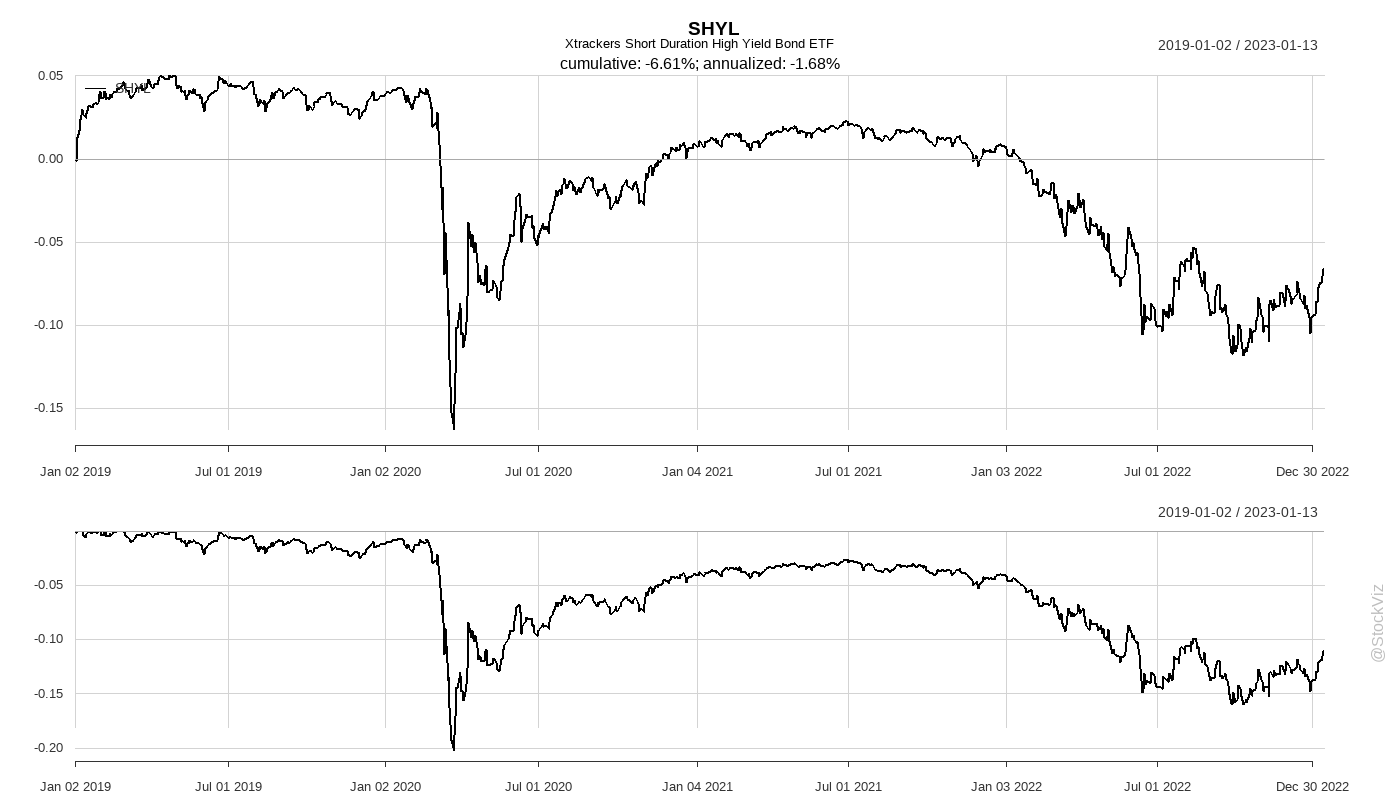 SHYL
Xtrackers Short Duration High Yield Bond ETF
2019-01-02 / 2023-01-13
cumulative: -6.61%; annualized: -1.68%
SHYL
0.05
0.00
-0.05
-0.10
-0.15
Jan 02 2019 Jul 01 2019 Jan 02 2020 Jul 01 2020 Jan 04 2021 Jul 01 2021 Jan 03 2022 Jul 01 2022 Dec 30 2022
2019-01-02 / 2023-01-13
-0.05
-0.10
-0.15
-0.20
Jan 02 2019 Jul 01 2019 Jan 02 2020 Jul 01 2020 Jan 04 2021 Jul 01 2021 Jan 03 2022 Jul 01 2022 Dec 30 2022
@StockViz